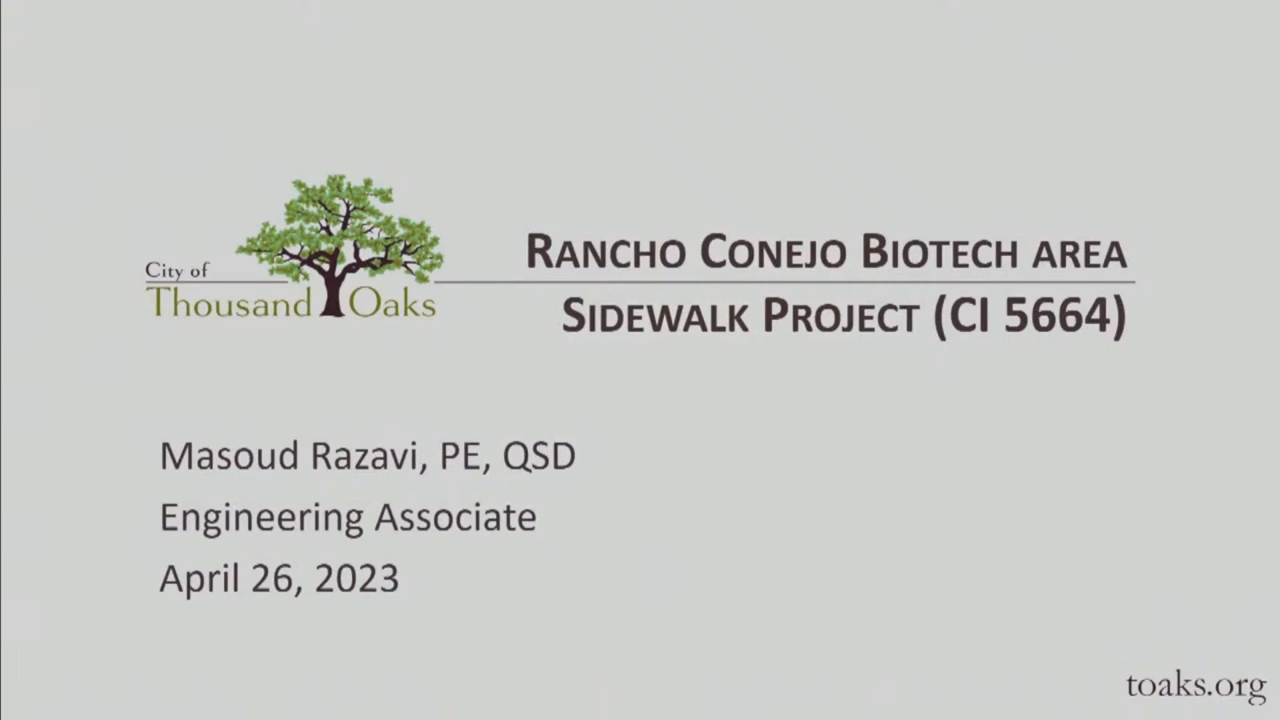 City of
Thousand Oaks
RANCHO CONEJO BIOTECH AREA
SIDEWALK PROJECT (CI 5664)
Masoud Razavi, PE, QSD
Engineering Associate
April 26, 2023
toaks.org